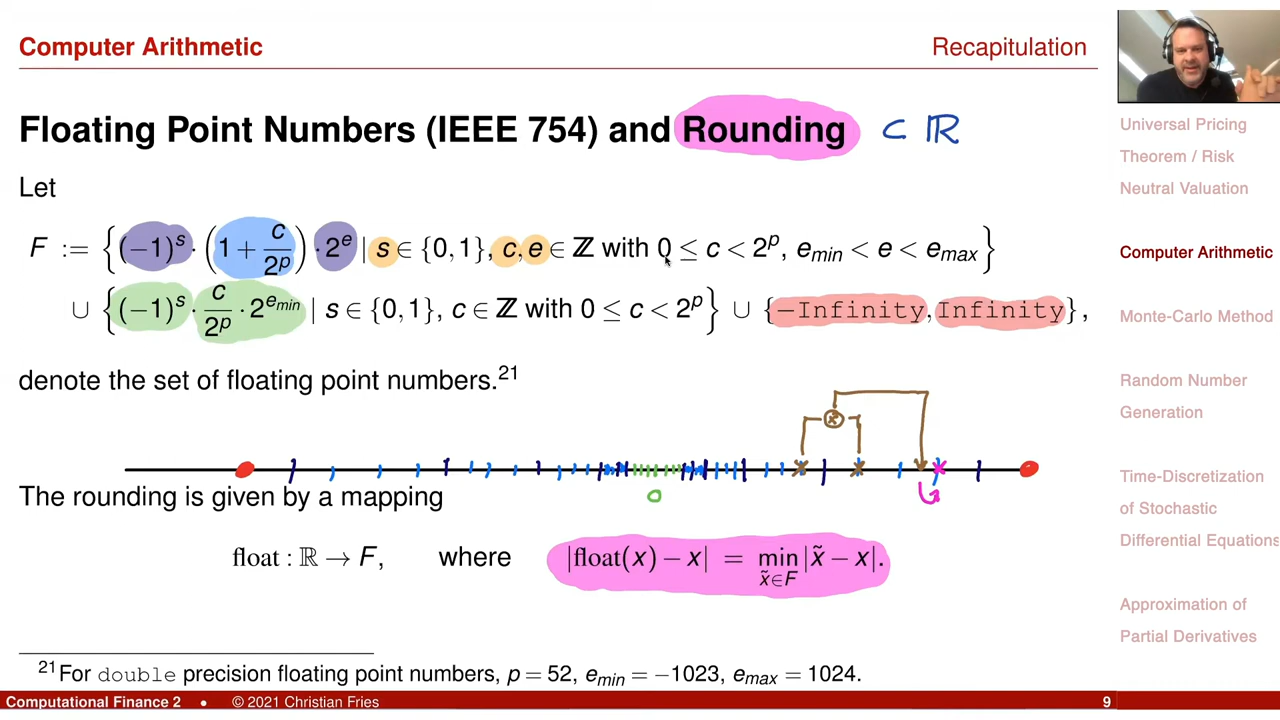 Computer Arithmetic
Recapitulation
Floating Point Numbers (IEEE 754) and Rounding ⊂ ℝ
Let
F := {(−1)^s · (1 + c/2^p) · 2^e | s ∈ {0, 1}, c, e ∈ ℤ with 0 ≤ c < 2^p, e_min < e < e_max}
∪ {(−1)^s · c/2^p · 2^{e_min} | s ∈ {0, 1}, c ∈ ℤ with 0 ≤ c < 2^p} ∪ {−Infinity, Infinity},
denote the set of floating point numbers.21
x
0
The rounding is given by a mapping
float : ℝ → F, where |float(x) − x| = min_{x̃∈F} |x̃ − x|.
21 For double precision floating point numbers, p = 52, e_min = −1023, e_max = 1024.
Computational Finance 2 • © 2021 Christian Fries 9
Universal Pricing
Theorem / Risk
Neutral Valuation
Computer Arithmetic
Monte-Carlo Method
Random Number
Generation
Time-Discretization
of Stochastic
Differential Equations
Approximation of
Partial Derivatives